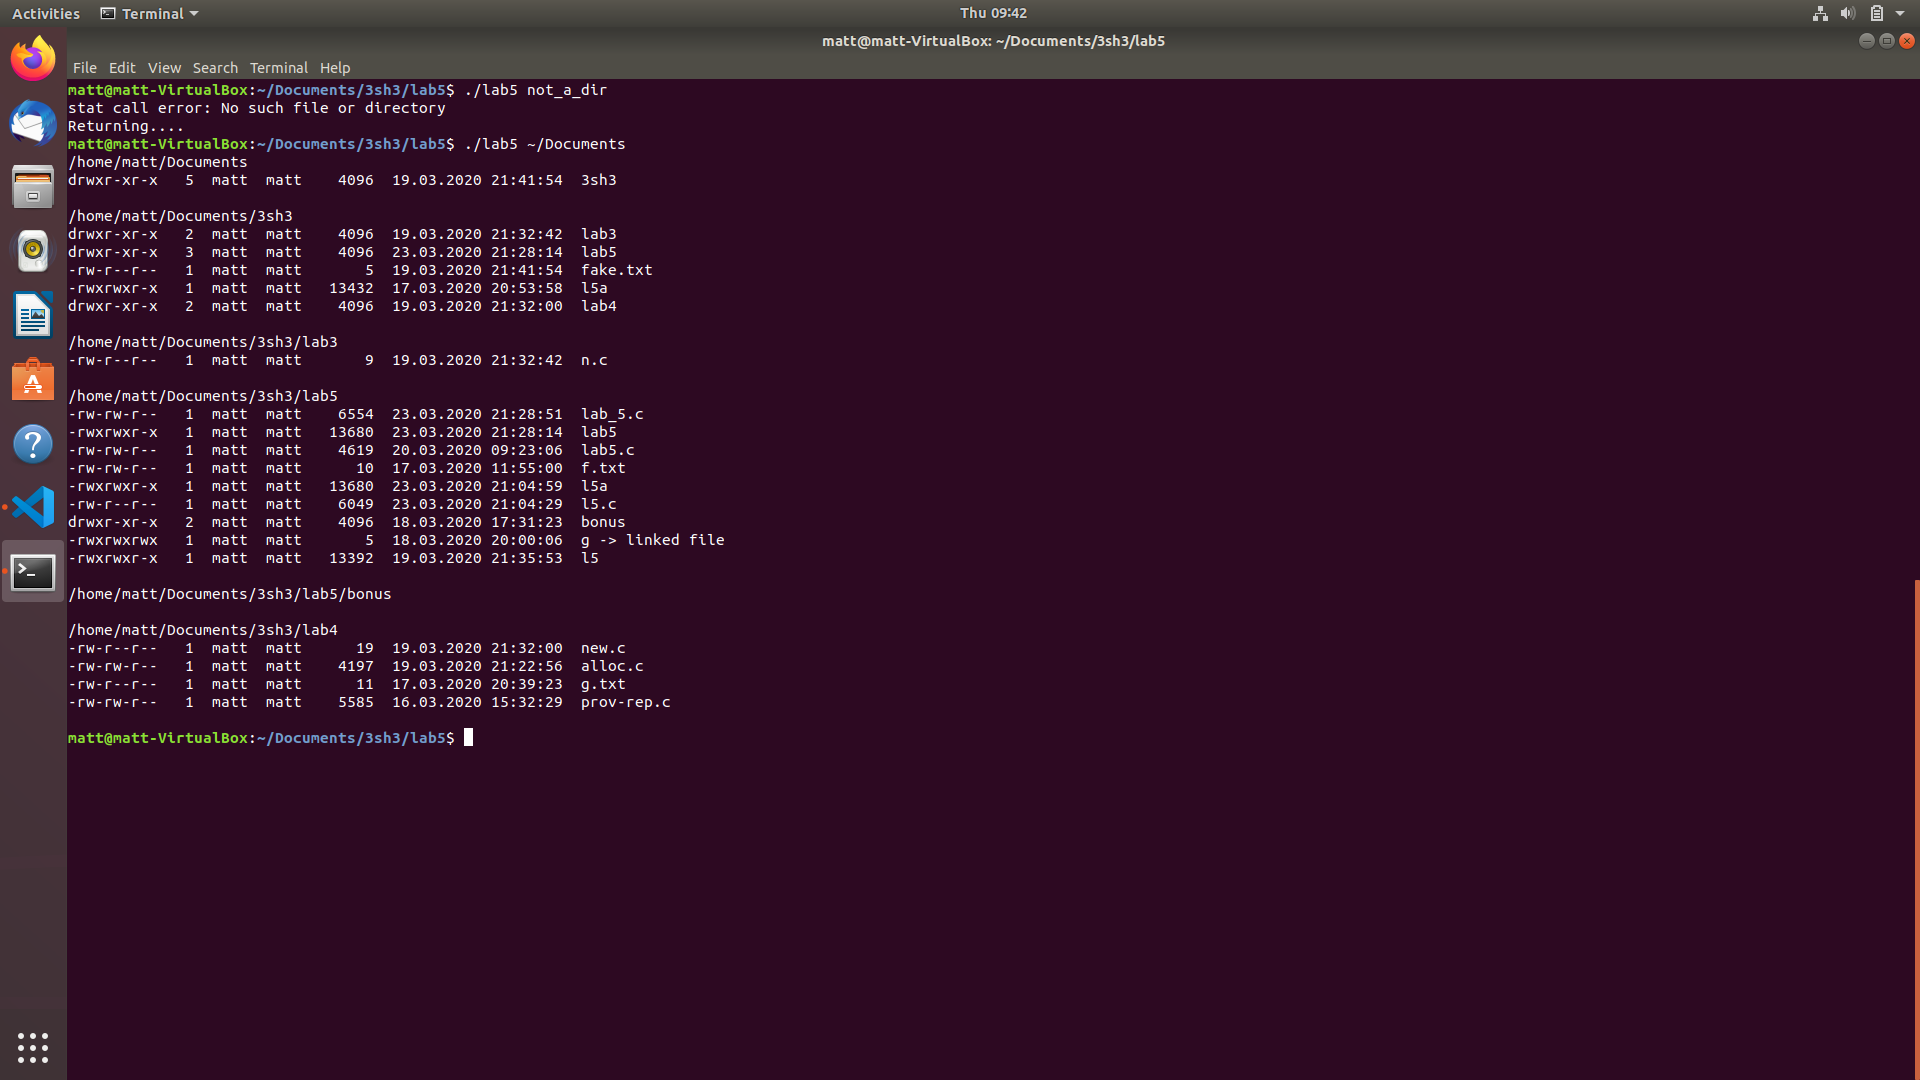 Activities Terminal Thu 09:42
matt@matt-VirtualBox: ~/Documents/3sh3/lab5
File Edit View Search Terminal Help
matt@matt-VirtualBox:~/Documents/3sh3/lab5$ ./lab5 not_a_dir
stat call error: No such file or directory
Returning....
matt@matt-VirtualBox:~/Documents/3sh3/lab5$ ./lab5 ~/Documents
/home/matt/Documents
drwxr-xr-x   5  matt  matt    4096  19.03.2020 21:41:54  3sh3

/home/matt/Documents/3sh3
drwxr-xr-x   2  matt  matt    4096  19.03.2020 21:32:42  lab3
drwxr-xr-x   3  matt  matt    4096  23.03.2020 21:28:14  lab5
-rw-r--r--   1  matt  matt       5  19.03.2020 21:41:54  fake.txt
-rwxrwxr-x   1  matt  matt   13432  17.03.2020 20:53:58  l5a
drwxr-xr-x   2  matt  matt    4096  19.03.2020 21:32:00  lab4

/home/matt/Documents/3sh3/lab3
-rw-r--r--   1  matt  matt       9  19.03.2020 21:32:42  n.c

/home/matt/Documents/3sh3/lab5
-rw-rw-r--   1  matt  matt    6554  23.03.2020 21:28:51  lab_5.c
-rwxrwxr-x   1  matt  matt   13680  23.03.2020 21:28:14  lab5
-rw-rw-r--   1  matt  matt    4619  20.03.2020 09:23:06  lab5.c
-rw-rw-r--   1  matt  matt      10  17.03.2020 11:55:00  f.txt
-rwxrwxr-x   1  matt  matt   13680  23.03.2020 21:04:59  l5a
-rw-r--r--   1  matt  matt    6049  23.03.2020 21:04:29  l5.c
drwxr-xr-x   2  matt  matt    4096  18.03.2020 17:31:23  bonus
-rwxrwxrwx   1  matt  matt       5  18.03.2020 20:00:06  g -> linked file
-rwxrwxr-x   1  matt  matt   13392  19.03.2020 21:35:53  l5

/home/matt/Documents/3sh3/lab5/bonus

/home/matt/Documents/3sh3/lab4
-rw-r--r--   1  matt  matt      19  19.03.2020 21:32:00  new.c
-rw-rw-r--   1  matt  matt    4197  19.03.2020 21:22:56  alloc.c
-rw-r--r--   1  matt  matt      11  17.03.2020 20:39:23  g.txt
-rw-rw-r--   1  matt  matt    5585  16.03.2020 15:32:29  prov-rep.c

matt@matt-VirtualBox:~/Documents/3sh3/lab5$